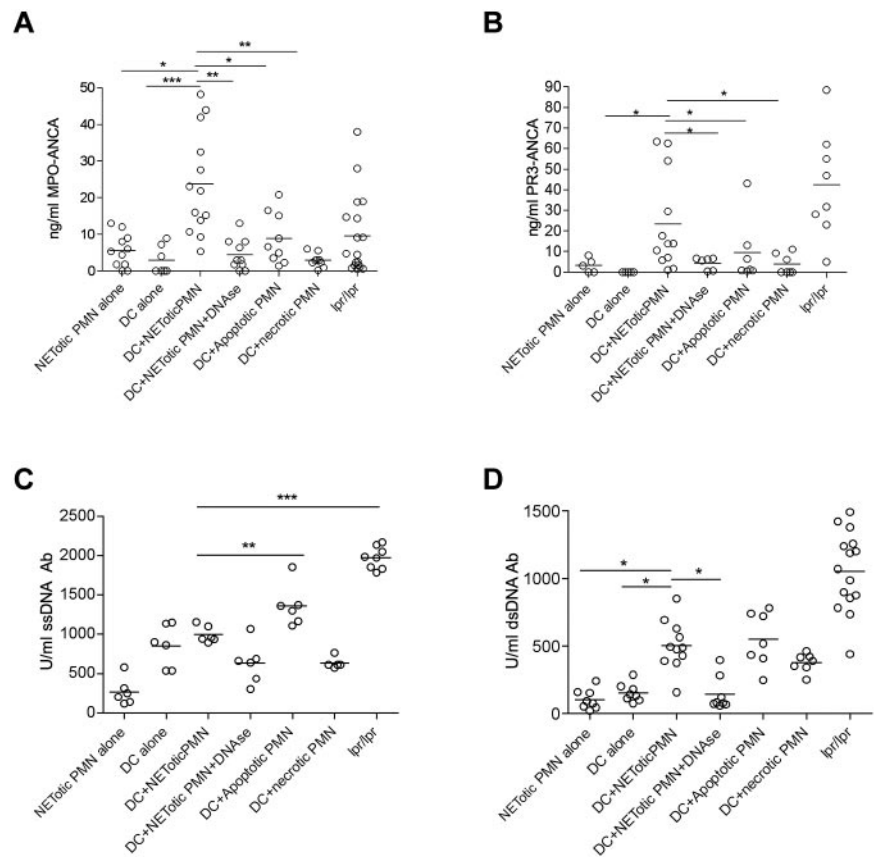 A
**
*
*
***
**
50
40
30
20
10
0
ng/ml MPO-ANCA
NETotic PMN alone
DC alone
DC+NEToticPMN
DC+NETotic PMN+DNAse
DC+Apoptotic PMN
DC+necrotic PMN
lpr/lpr
B
*
*
*
*
90
80
70
60
50
40
30
20
10
0
ng/ml PR3-ANCA
NETotic PMN alone
DC alone
DC+NEToticPMN
DC+NETotic PMN+DNAse
DC+Apoptotic PMN
DC+necrotic PMN
lpr/lpr
C
***
**
2500
2000
1500
1000
500
0
U/ml ssDNA Ab
NETotic PMN alone
DC alone
DC+NEToticPMN
DC+NETotic PMN+DNAse
DC+Apoptotic PMN
DC+necrotic PMN
lpr/lpr
D
*
*
*
1500
1000
500
0
U/ml dsDNA Ab
NETotic PMN alone
DC alone
DC+NEToticPMN
DC+NETotic PMN+DNAse
DC+Apoptotic PMN
DC+necrotic PMN
lpr/lpr